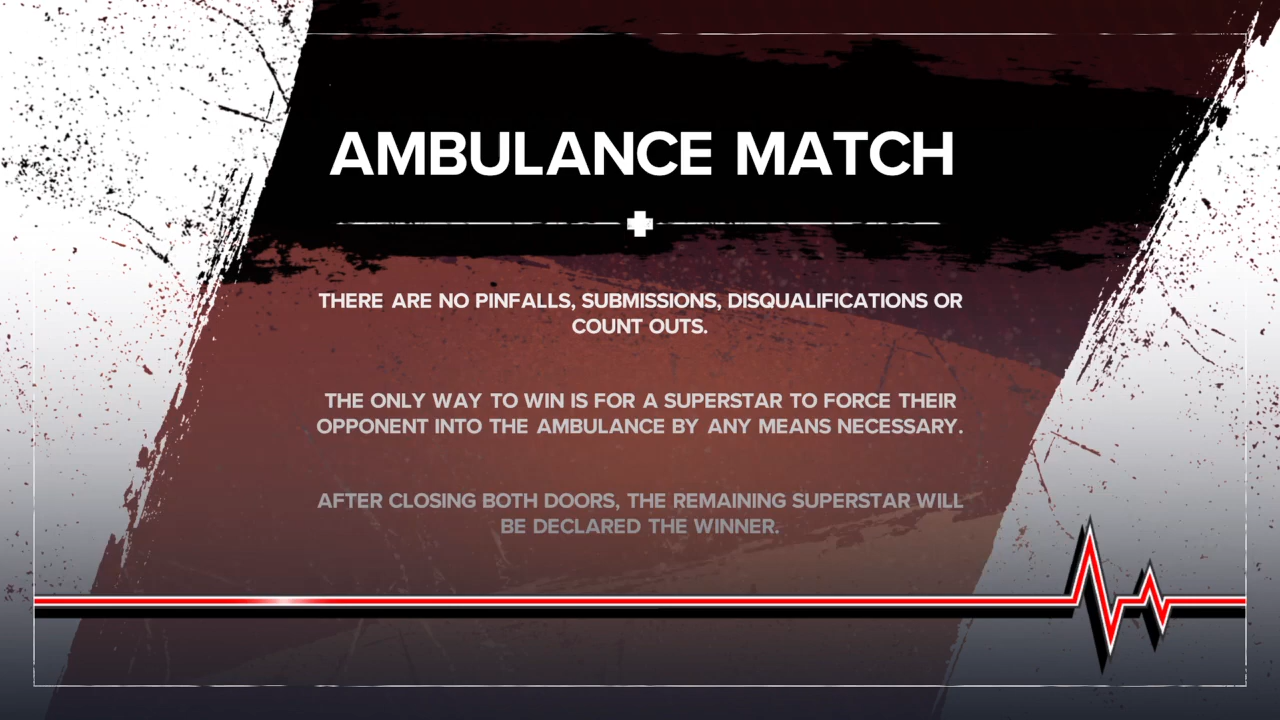 AMBULANCE MATCH
THERE ARE NO PINFALLS, SUBMISSIONS, DISQUALIFICATIONS OR
COUNT OUTS.
THE ONLY WAY TO WIN IS FOR A SUPERSTAR TO FORCE THEIR
OPPONENT INTO THE AMBULANCE BY ANY MEANS NECESSARY.
AFTER CLOSING BOTH DOORS, THE REMAINING SUPERSTAR WILL
BE DECLARED THE WINNER.